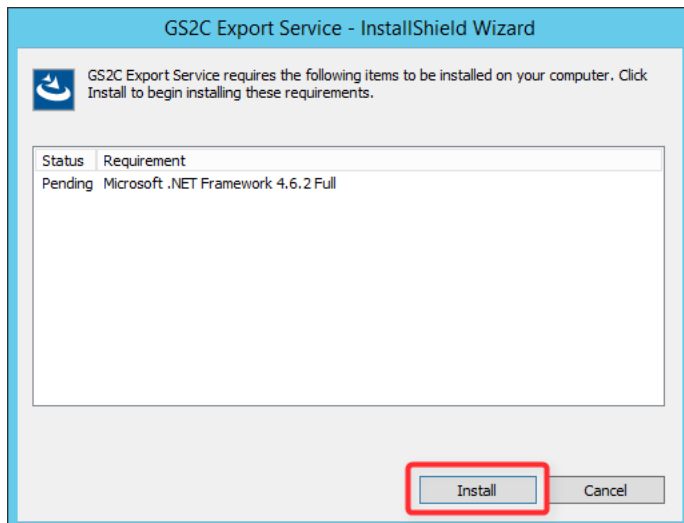 GS2C Export Service - InstallShield Wizard
GS2C Export Service requires the following items to be installed on your computer. Click
Install to begin installing these requirements.
Status Requirement
Pending Microsoft .NET Framework 4.6.2 Full
Install Cancel